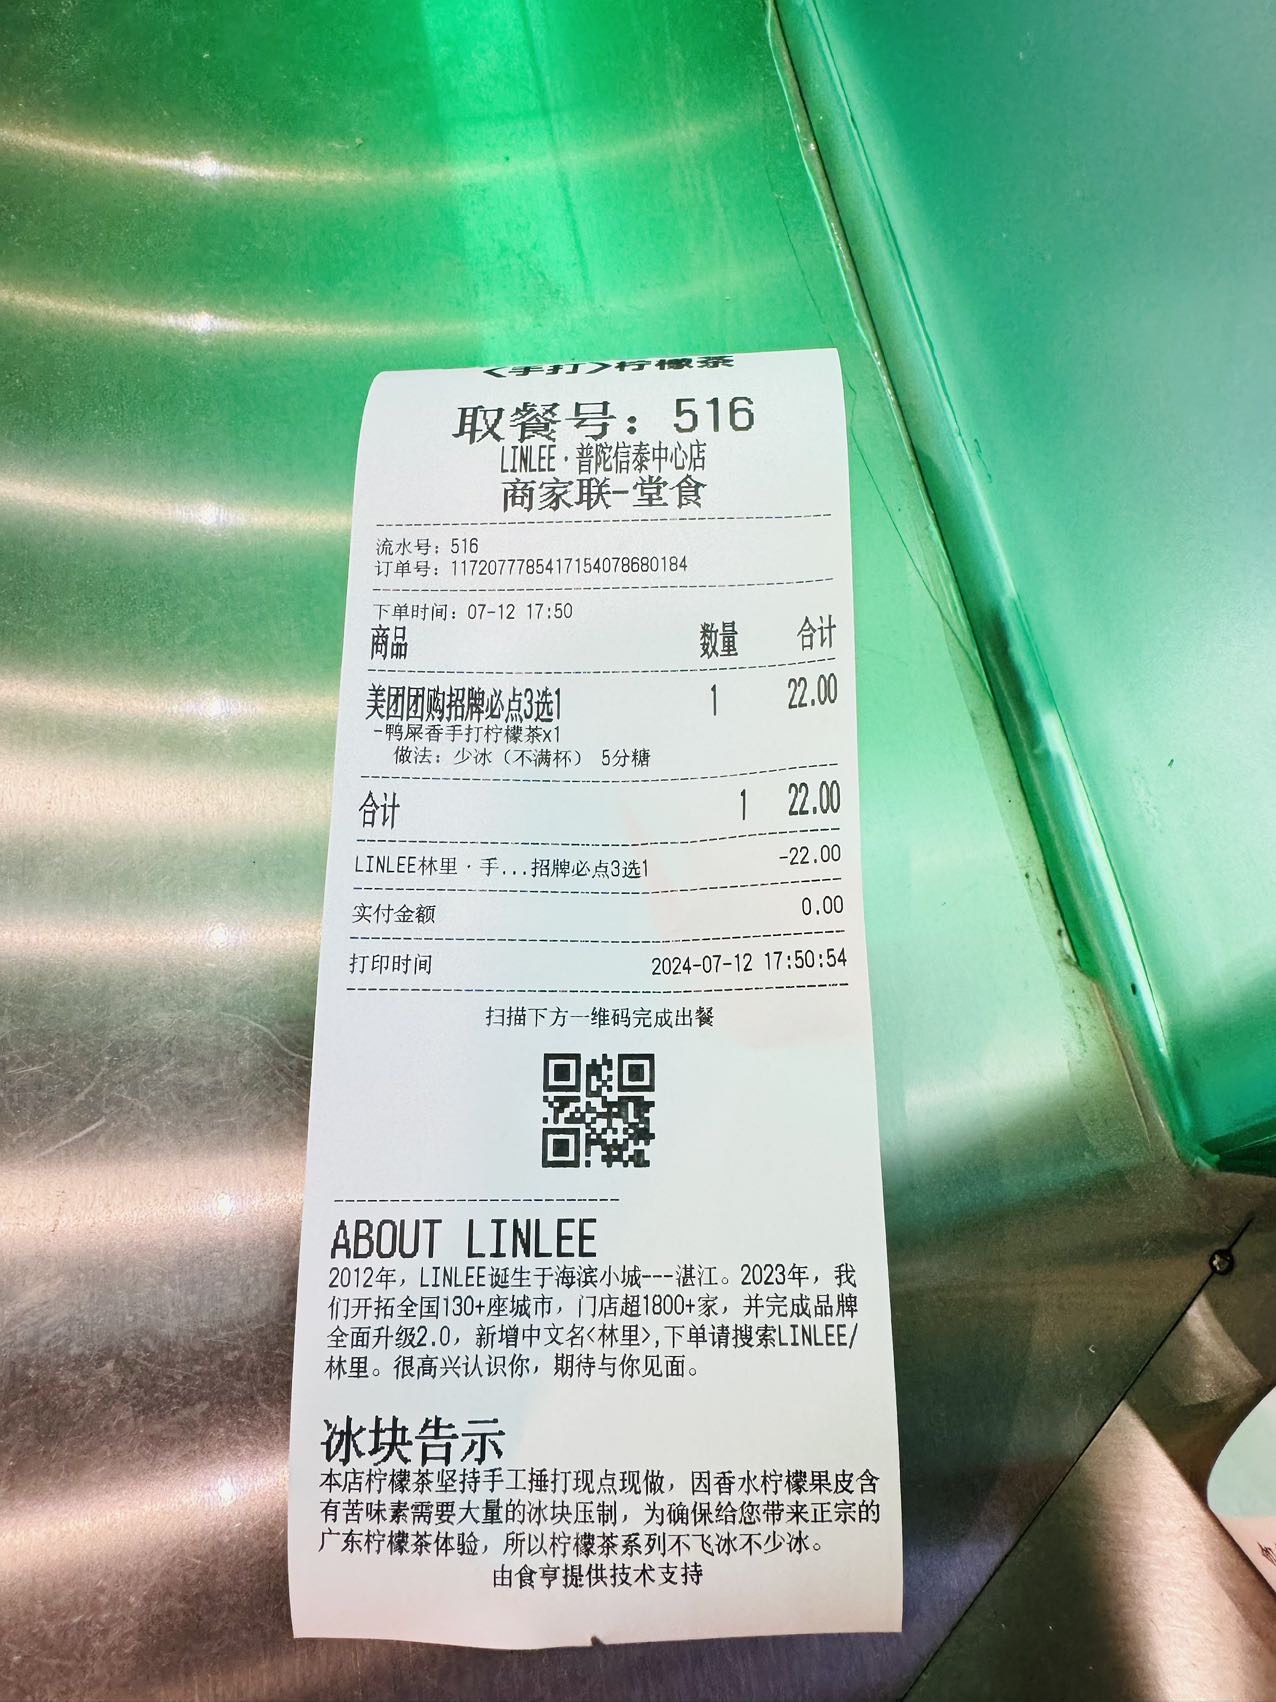 <手打>柠檬茶
取餐号：516
LINLEE·普陀信泰中心店
商家联-堂食
流水号：516
订单号：1172077785417154078680184
下单时间：07-12 17:50
商品 数量 合计
美团团购招牌必点3选1 1 22.00
-鸭屎香手打柠檬茶x1
做法：少冰（不满杯） 5分糖
合计 1 22.00
LINLEE林里·手...招牌必点3选1 -22.00
实付金额 0.00
打印时间 2024-07-12 17:50:54
扫描下方一维码完成出餐
ABOUT LINLEE
2012年，LINLEE诞生于海滨小城---湛江。2023年，我
们开拓全国130+座城市，门店超1800+家，并完成品牌
全面升级2.0，新增中文名<林里>,下单请搜索LINLEE/
林里。很高兴认识你，期待与你见面。
冰块告示
本店柠檬茶坚持手工捶打现点现做，因香水柠檬果皮含
有苦味素需要大量的冰块压制，为确保给您带来正宗的
广东柠檬茶体验，所以柠檬茶系列不飞冰不少冰。
由食亨提供技术支持